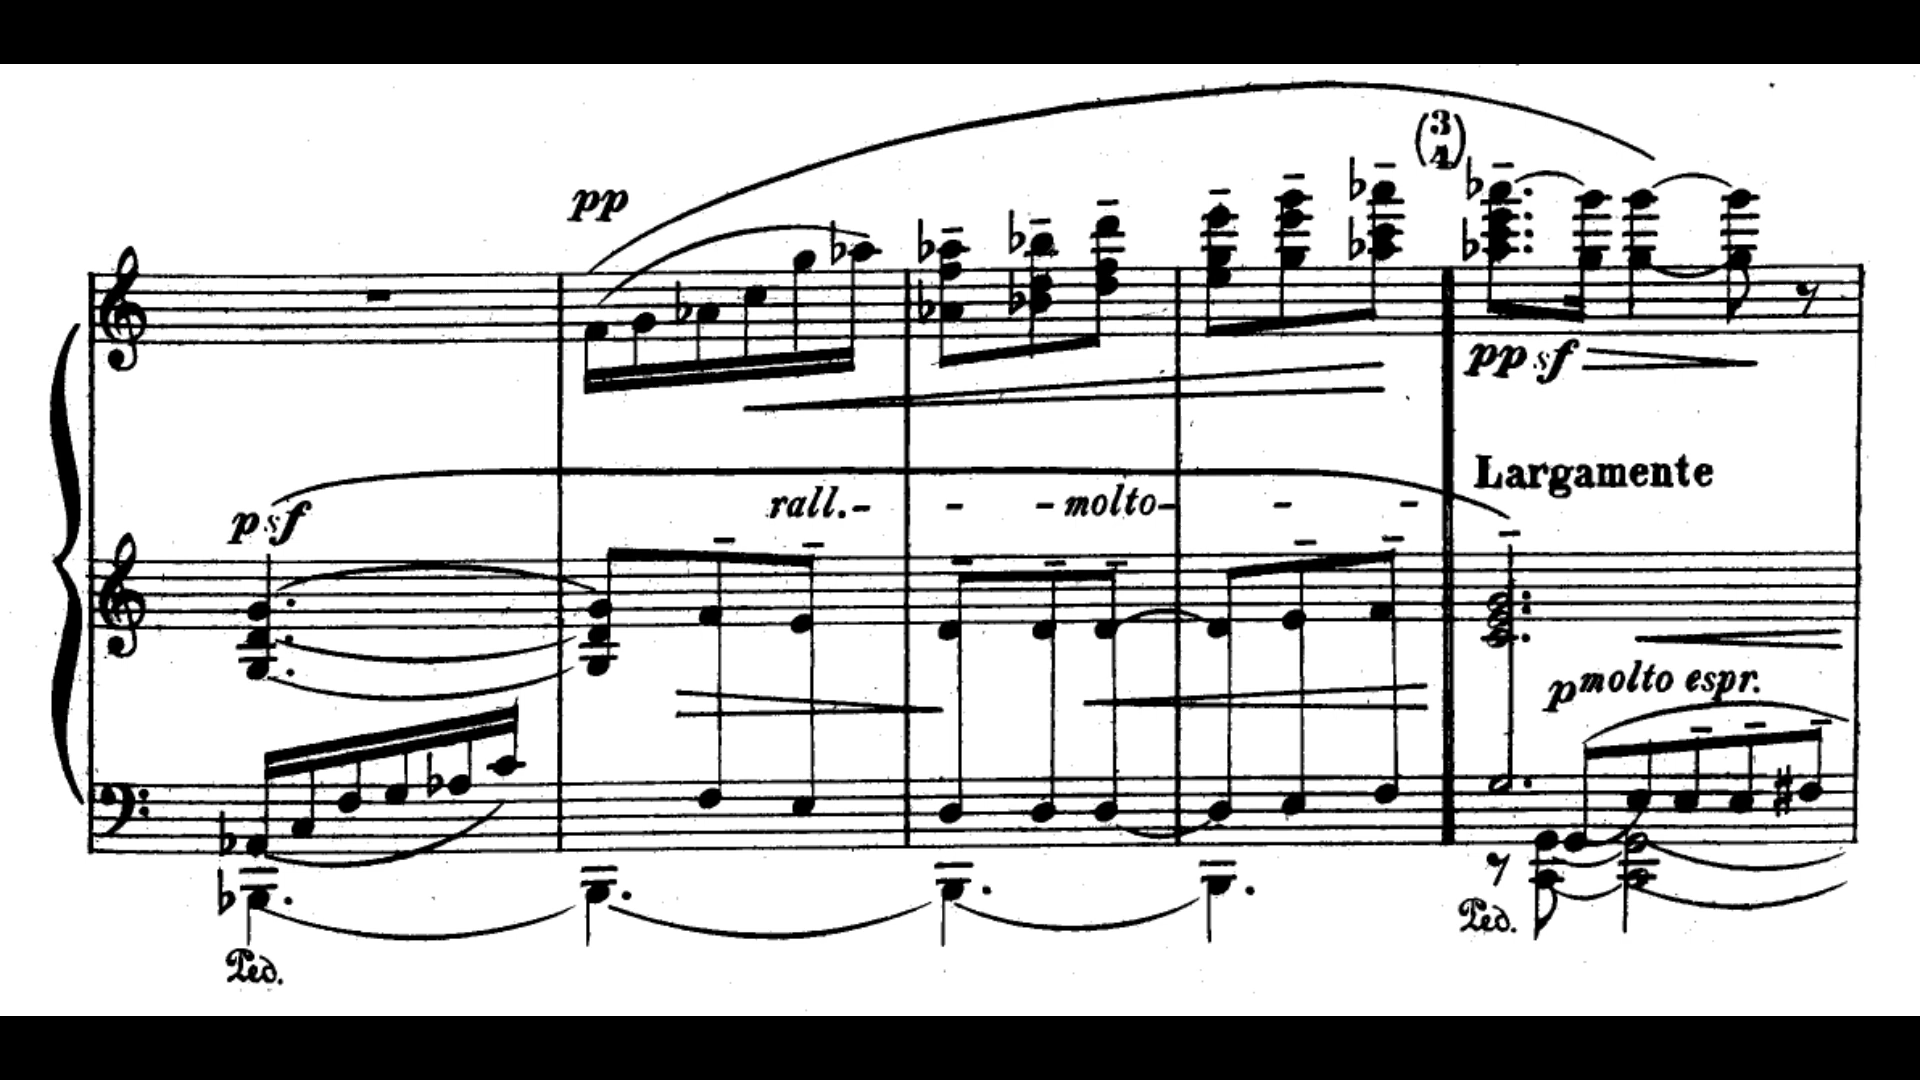 (3/4)
pp
pp sf
Largamente
p sf
rall. - - - molto - - -
p molto espr.
Ped.
Ped.